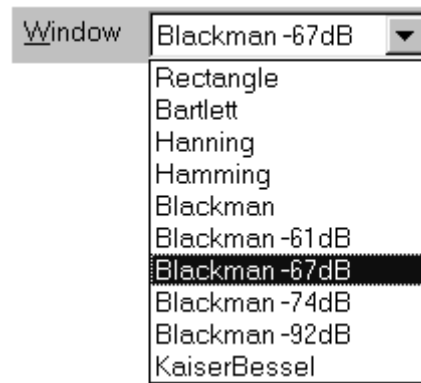 Window Blackman -67dB
Rectangle
Bartlett
Hanning
Hamming
Blackman
Blackman -61dB
Blackman -67dB
Blackman -74dB
Blackman -92dB
KaiserBessel